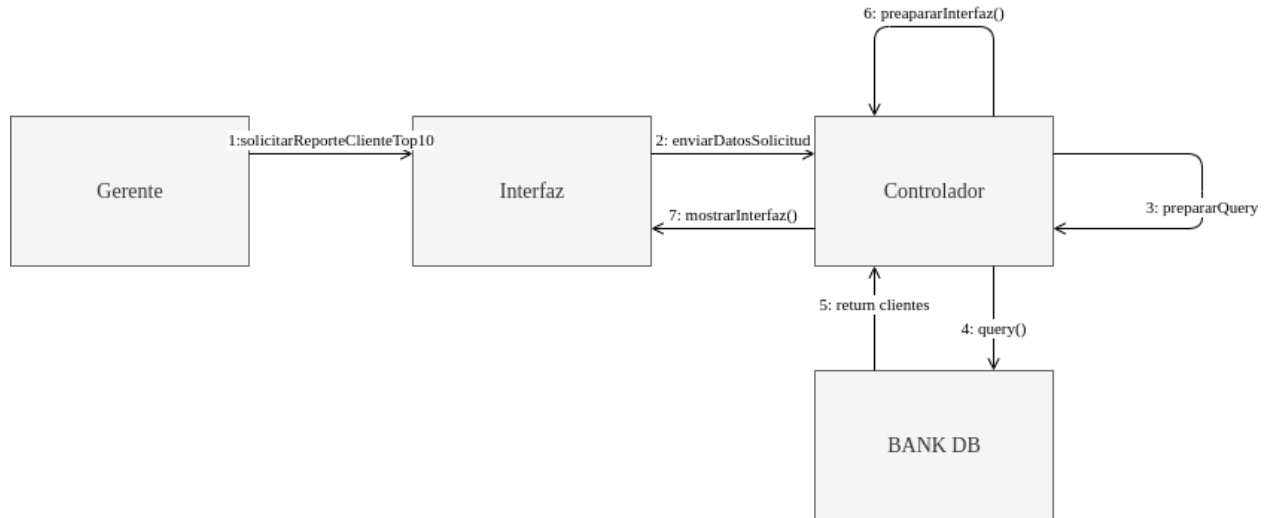 6: preapararInterfaz()
1:solicitarReporteClienteTop10
2: enviarDatosSolicitud
Gerente
Interfaz
Controlador
3: prepararQuery
7: mostrarInterfaz()
5: return clientes
4: query()
BANK DB